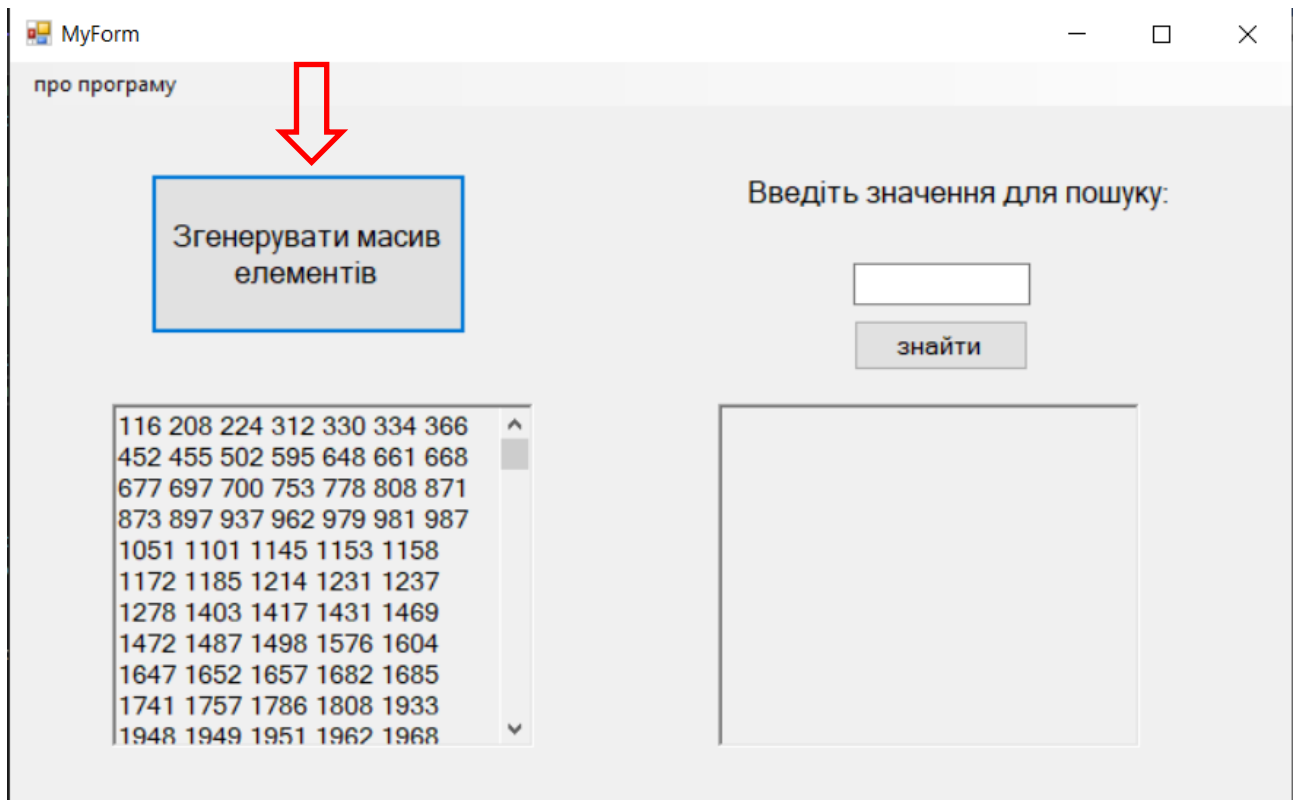 MyForm
про програму
Згенерувати масив
елементів
Введіть значення для пошуку:
знайти
116 208 224 312 330 334 366
452 455 502 595 648 661 668
677 697 700 753 778 808 871
873 897 937 962 979 981 987
1051 1101 1145 1153 1158
1172 1185 1214 1231 1237
1278 1403 1417 1431 1469
1472 1487 1498 1576 1604
1647 1652 1657 1682 1685
1741 1757 1786 1808 1933
1948 1949 1951 1962 1968